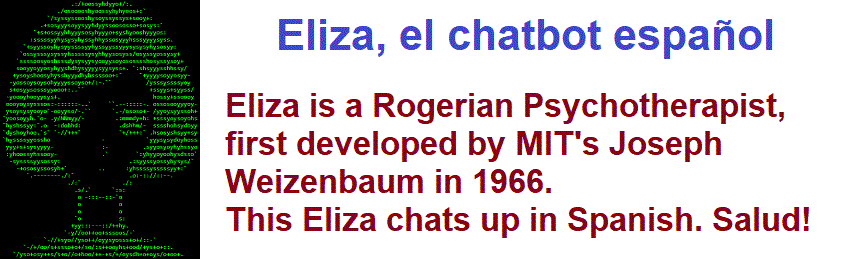 Eliza, el chatbot español
Eliza is a Rogerian Psychotherapist,
first developed by MIT's Joseph
Weizenbaum in 1966.
This Eliza chats up in Spanish. Salud!